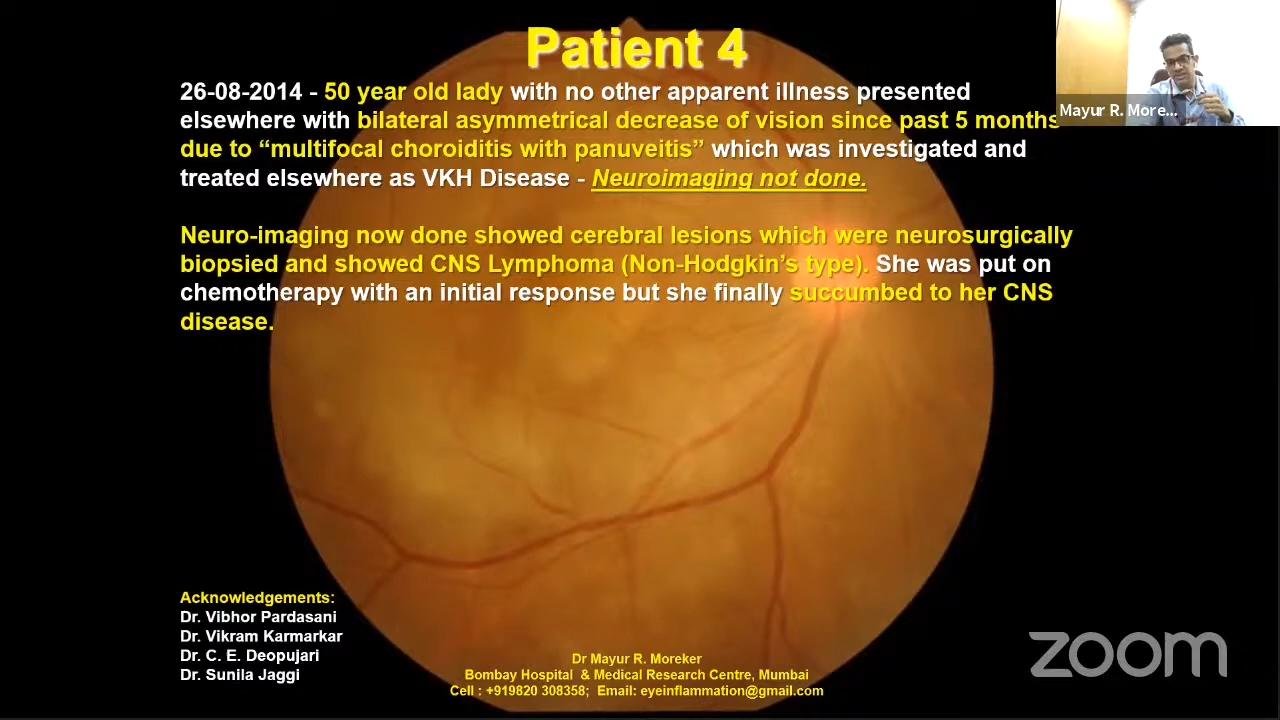 Patient 4
26-08-2014 - 50 year old lady with no other apparent illness presented
elsewhere with bilateral asymmetrical decrease of vision since past 5 months
due to “multifocal choroiditis with panuveitis” which was investigated and
treated elsewhere as VKH Disease - Neuroimaging not done.
Neuro-imaging now done showed cerebral lesions which were neurosurgically
biopsied and showed CNS Lymphoma (Non-Hodgkin’s type). She was put on
chemotherapy with an initial response but she finally succumbed to her CNS
disease.
Mayur R. More...
Acknowledgements:
Dr. Vibhor Pardasani
Dr. Vikram Karmarkar
Dr. C. E. Deopujari
Dr. Sunila Jaggi
Dr Mayur R. Moreker
Bombay Hospital & Medical Research Centre, Mumbai
Cell : +919820 308358; Email: eyeinflammation@gmail.com
zoom